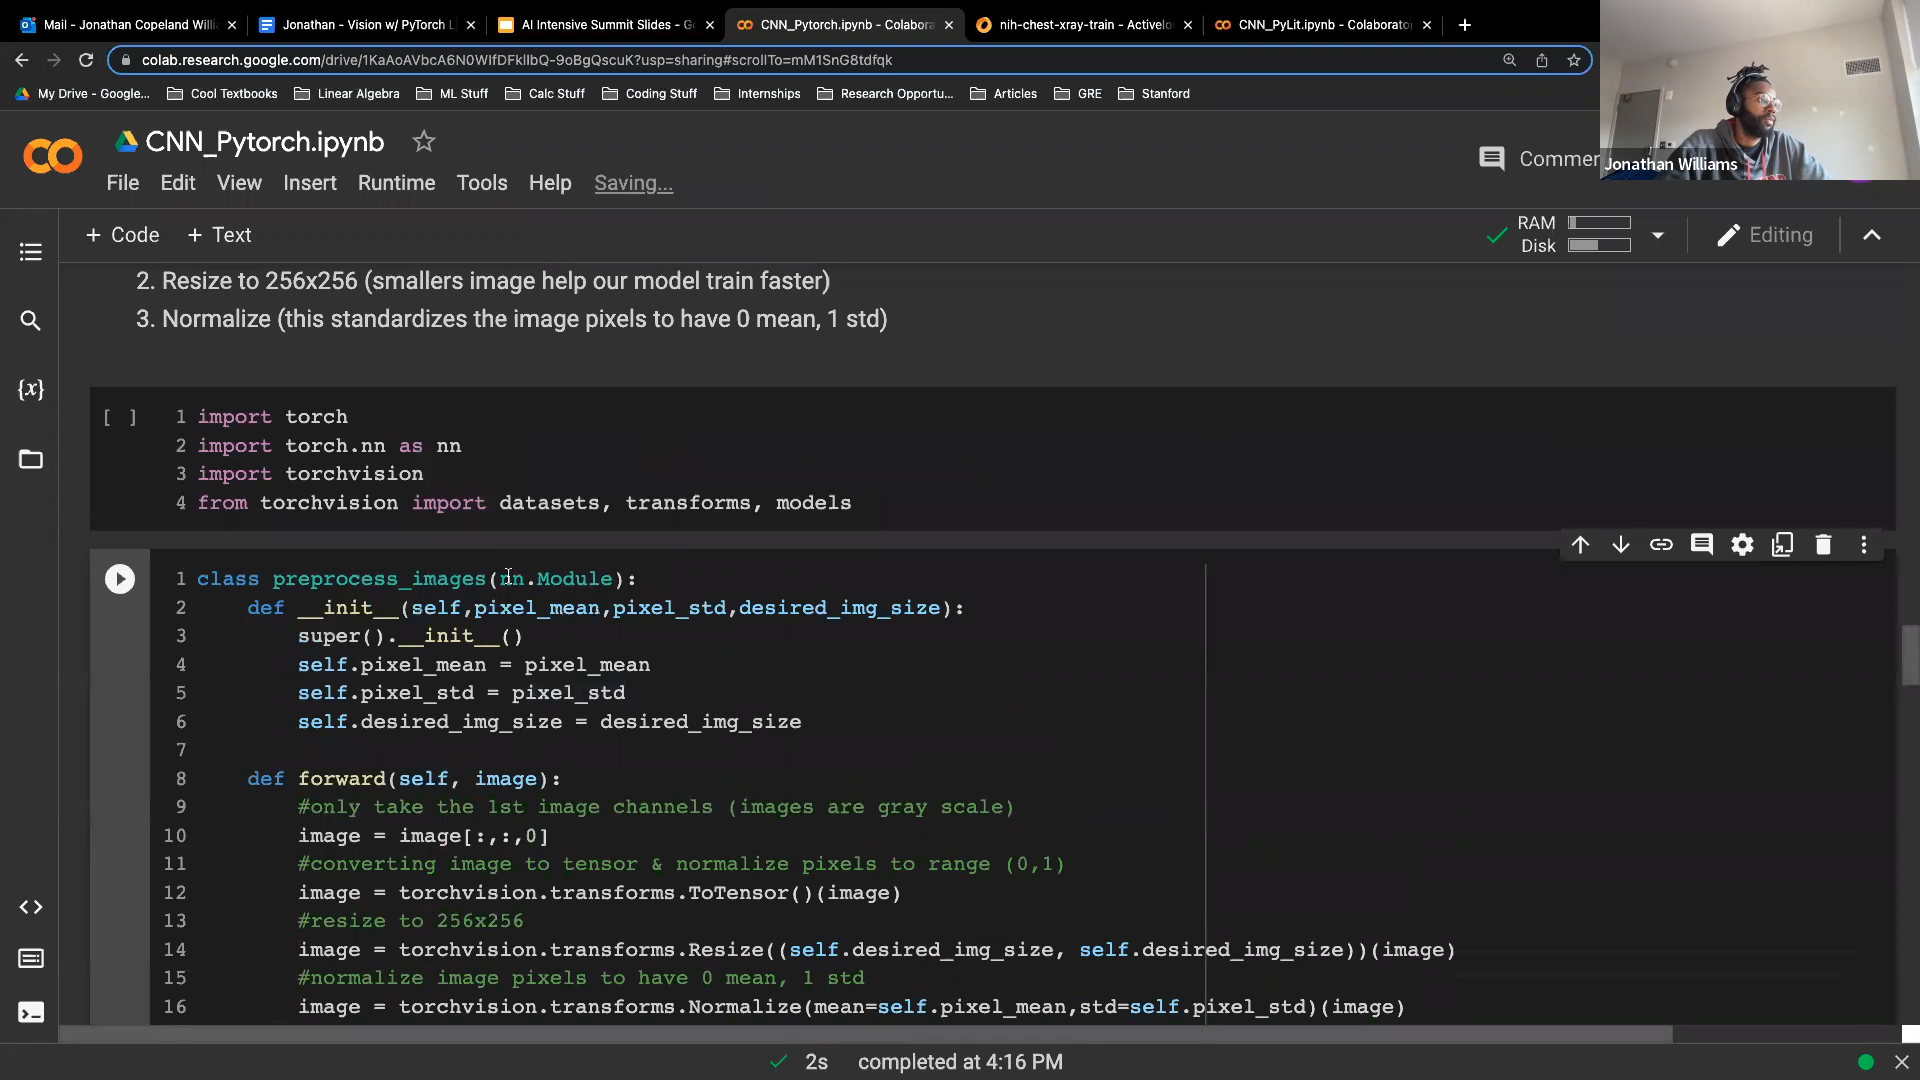 Mail - Jonathan Copeland Willi
Jonathan - Vision w/ PyTorch L
AI Intensive Summit Slides - G
CNN_Pytorch.ipynb - Colabora
nih-chest-xray-train - Activelo
CNN_PyLit.ipynb - Colaborato
colab.research.google.com/drive/1KaAoAVbcA6N0WIfDFklIbQ-9oBgQscuK?usp=sharing#scrollTo=mM1SnG8tdfqk
My Drive - Google...
Cool Textbooks
Linear Algebra
ML Stuff
Calc Stuff
Coding Stuff
Internships
Research Opportu...
Articles
GRE
Stanford
CNN_Pytorch.ipynb
Commen
Jonathan Williams
File Edit View Insert Runtime Tools Help Saving...
+ Code + Text
RAM
Disk
Editing
2. Resize to 256x256 (smallers image help our model train faster)
3. Normalize (this standardizes the image pixels to have 0 mean, 1 std)
[ ]
1 import torch
2 import torch.nn as nn
3 import torchvision
4 from torchvision import datasets, transforms, models
1 class preprocess_images(nn.Module):
2 def __init__(self,pixel_mean,pixel_std,desired_img_size):
3 super().__init__()
4 self.pixel_mean = pixel_mean
5 self.pixel_std = pixel_std
6 self.desired_img_size = desired_img_size
7
8 def forward(self, image):
9 #only take the 1st image channels (images are gray scale)
10 image = image[:,:,0]
11 #converting image to tensor & normalize pixels to range (0,1)
12 image = torchvision.transforms.ToTensor()(image)
13 #resize to 256x256
14 image = torchvision.transforms.Resize((self.desired_img_size, self.desired_img_size))(image)
15 #normalize image pixels to have 0 mean, 1 std
16 image = torchvision.transforms.Normalize(mean=self.pixel_mean,std=self.pixel_std)(image)
2s completed at 4:16 PM